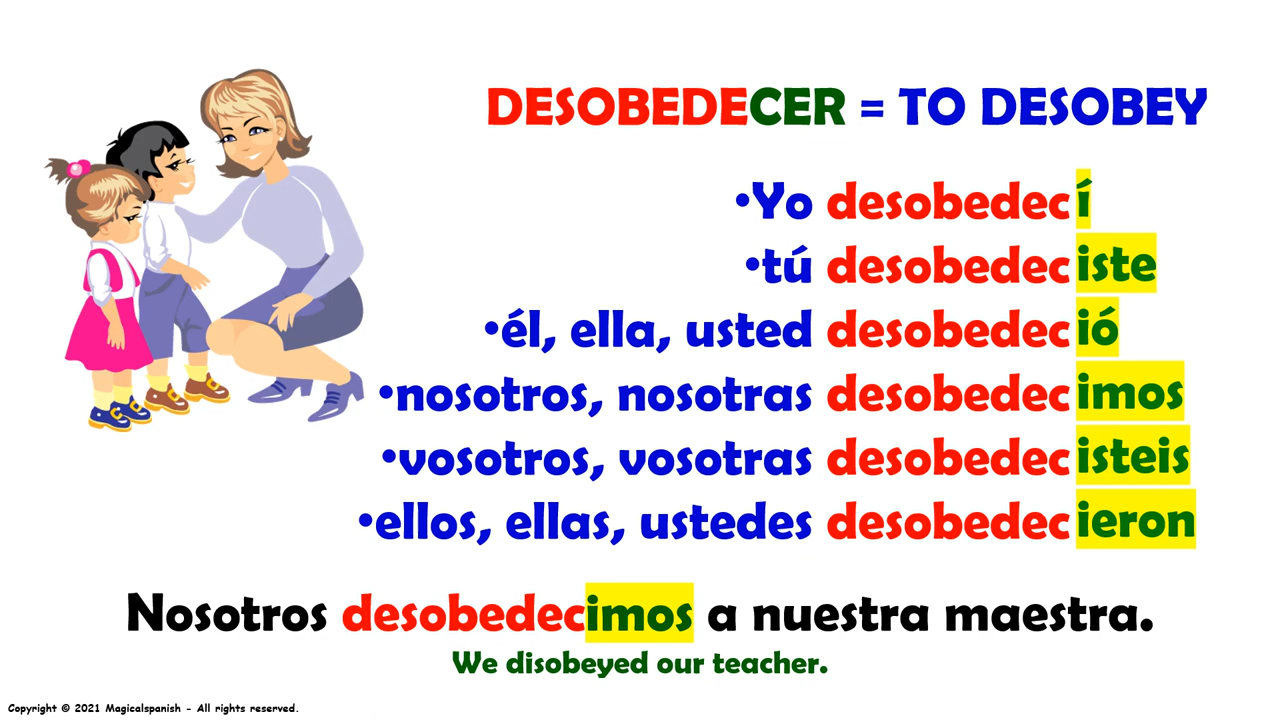 DESOBEDECER = TO DESOBEY
•Yo desobedecí
•tú desobedeciste
•él, ella, usted desobedeció
•nosotros, nosotras desobedecimos
•vosotros, vosotras desobedecisteis
•ellos, ellas, ustedes desobedecieron
Nosotros desobedecimos a nuestra maestra.
We disobeyed our teacher.
Copyright © 2021 Magicalspanish - All rights reserved.